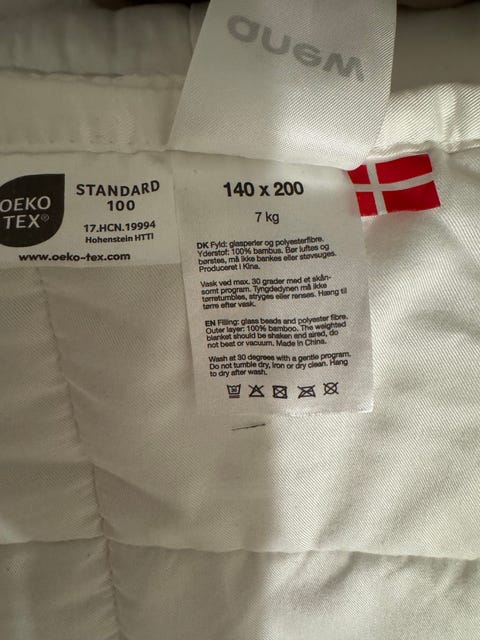 OEKO
TEX®
STANDARD
100
17.HCN.19994
Hohenstein HTTI
www.oeko-tex.com
140 x 200
7 kg
DK Fyld: glasperler og polyesterfibre.
Yderstof: 100% bambus. Bør luftes og
børstes, må ikke bankes eller støvsuges.
Produceret i Kina.
Vask ved max. 30 grader med et skån-
somt program. Tyngdedynen må ikke
tørretumbles, stryges eller renses. Hæng til
tørre efter vask.
EN Filling: glass beads and polyester fibre.
Outer layer: 100% bamboo. The weighted
blanket should be shaken and aired, do
not beat or vacuum. Made in China.
Wash at 30 degrees with a gentle program.
Do not tumble dry, iron or dry clean. Hang
to dry after wash.